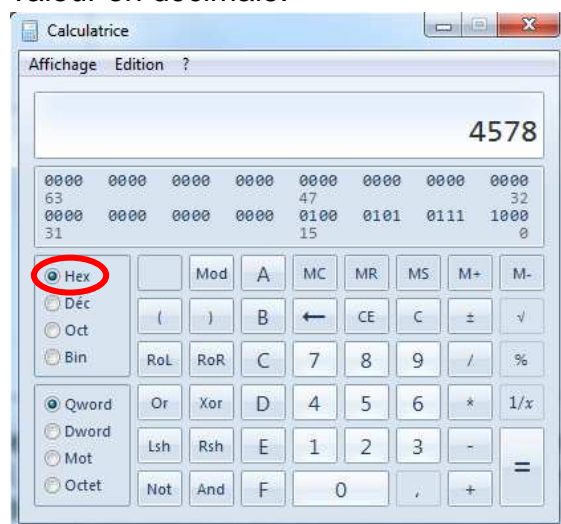 Calculatrice
Affichage Edition ?
4578
0000 0000 0000 0000 0000 0000 0000 0000
63 47 32
0000 0000 0000 0000 0100 0101 0111 1000
31 15 0
Hex Mod A MC MR MS M+ M-
Déc
Oct ( ) B ← CE C ± √
Bin RoL RoR C 7 8 9 / %
Qword Or Xor D 4 5 6 * 1/x
Dword
Mot Lsh Rsh E 1 2 3 - =
Octet Not And F 0 , +